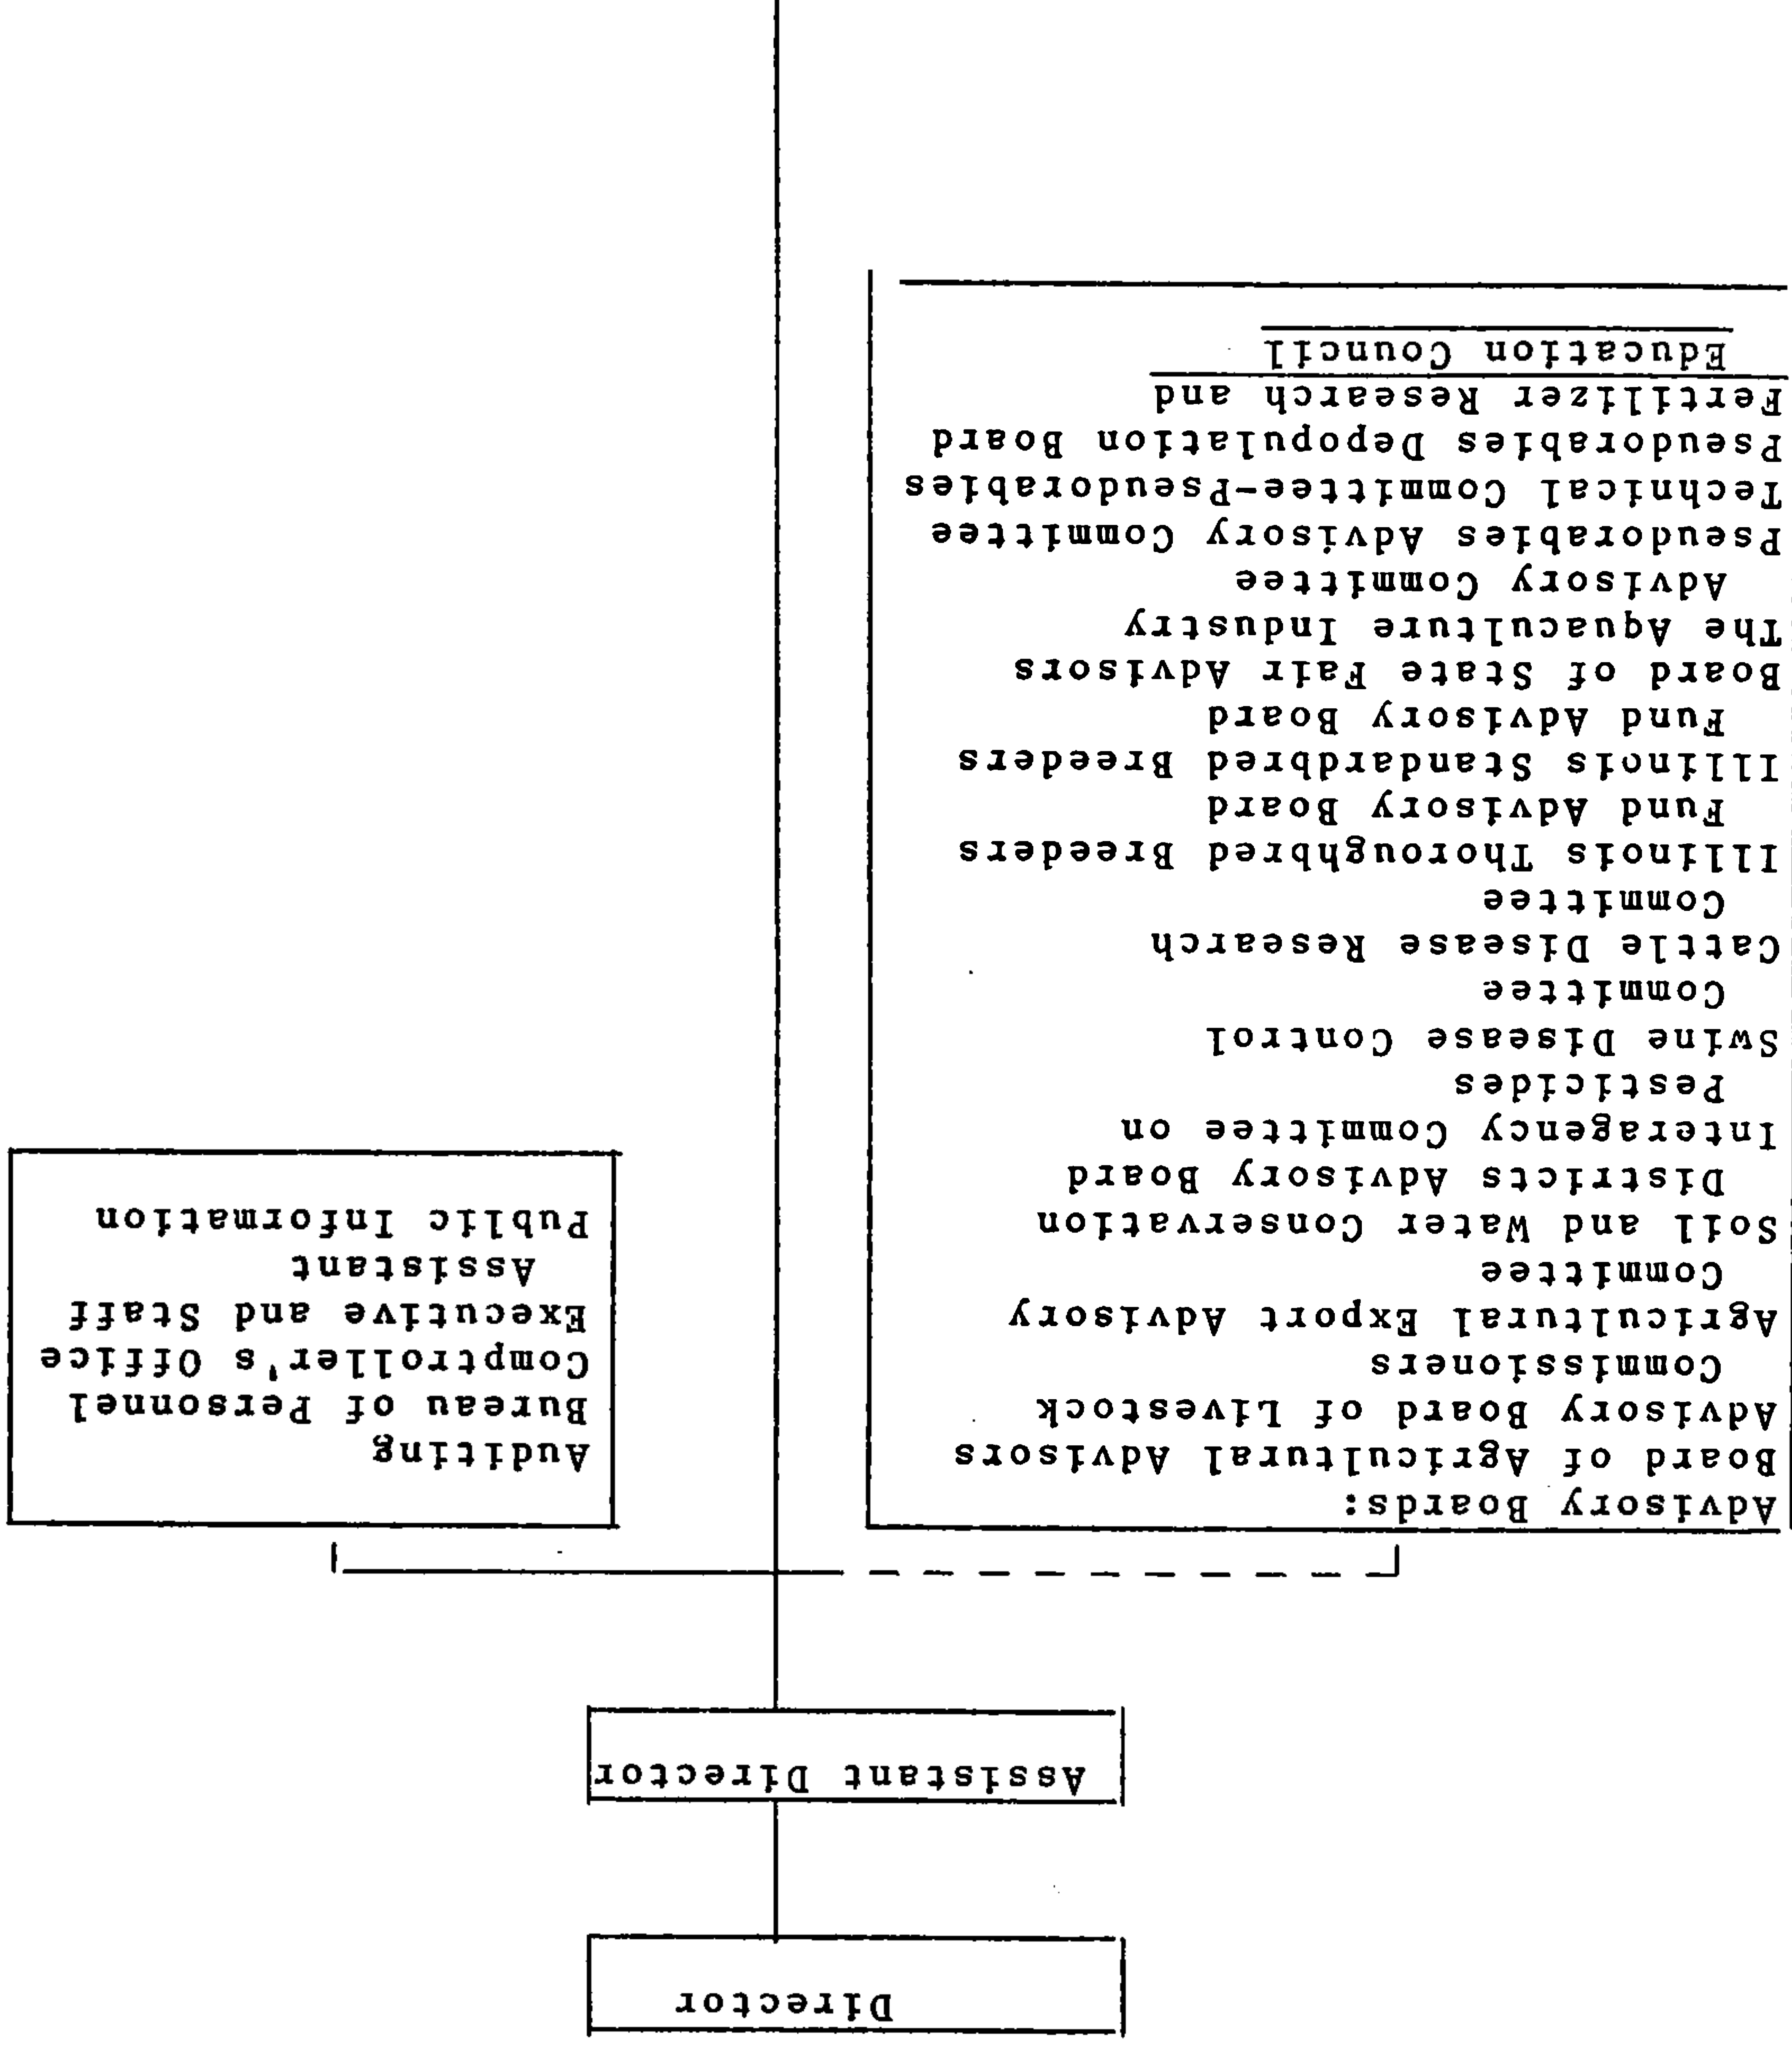 Director
Assistant Director
Advisory Boards:
Board of Agricultural Advisors
Advisory Board of Livestock
Commissioners
Agricultural Export Advisory
Committee
Soil and Water Conservation
Districts Advisory Board
Interagency Committee on
Pesticides
Swine Disease Control
Committee
Cattle Disease Research
Committee
Illinois Thoroughbred Breeders
Fund Advisory Board
Illinois Standardbred Breeders
Fund Advisory Board
Board of State Fair Advisors
The Aquaculture Industry
Advisory Committee
Pseudorabies Advisory Committee
Technical Committee-Pseudorabies
Pseudorabies Depopulation Board
Fertilizer Research and
Education Council
Auditing
Bureau of Personnel
Comptroller's Office
Executive and Staff
Assistant
Public Information